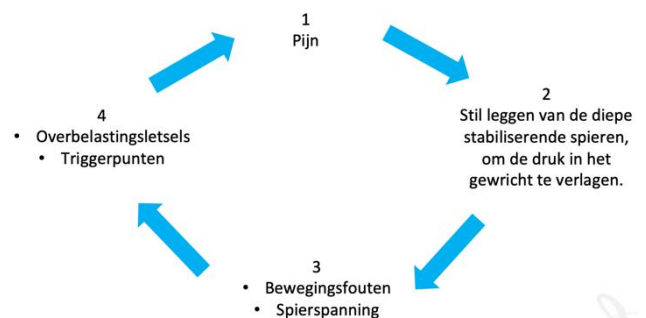 1
Pijn
2
Stil leggen van de diepe
stabiliserende spieren,
om de druk in het
gewricht te verlagen.
3
• Bewegingsfouten
• Spierspanning
4
• Overbelastingsletsels
• Triggerpunten